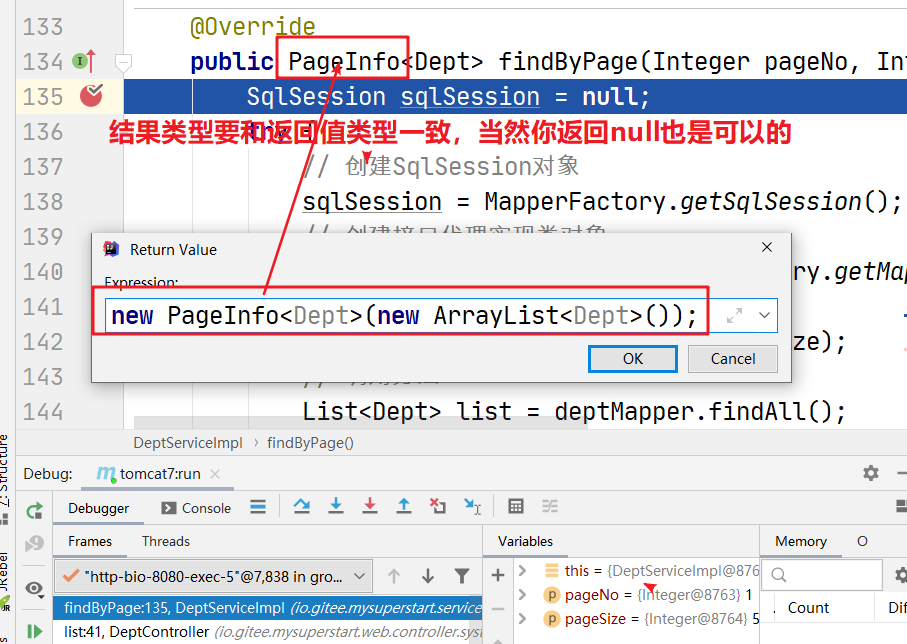 133 @Override
134 public PageInfo<Dept> findByPage(Integer pageNo, Int
135 SqlSession sqlSession = null;
136
结果类型要和返回值类型一致，当然你返回null也是可以的
137 // 创建SqlSession对象
138 sqlSession = MapperFactory.getSqlSession();
139 // 创建接口代理实现类对象
Return Value
140 ry.getMap
Expression:
141 new PageInfo<Dept>(new ArrayList<Dept>());
142 ze);
OK Cancel
143
144 List<Dept> list = deptMapper.findAll();
DeptServiceImpl › findByPage()
Z: Structure
Debug: tomcat7:run
Debugger Console
Frames Threads Variables Memory O
"http-bio-8080-exec-5"@7,838 in gro...
this = {DeptServiceImpl@876
findByPage:135, DeptServiceImpl (io.gitee.mysuperstart.service
pageNo = {Integer@8763} 1
Count Dif
list:41, DeptController (io.gitee.mysuperstart.web.controller.sys
pageSize = {Integer@8764} 5
JRebel
JR